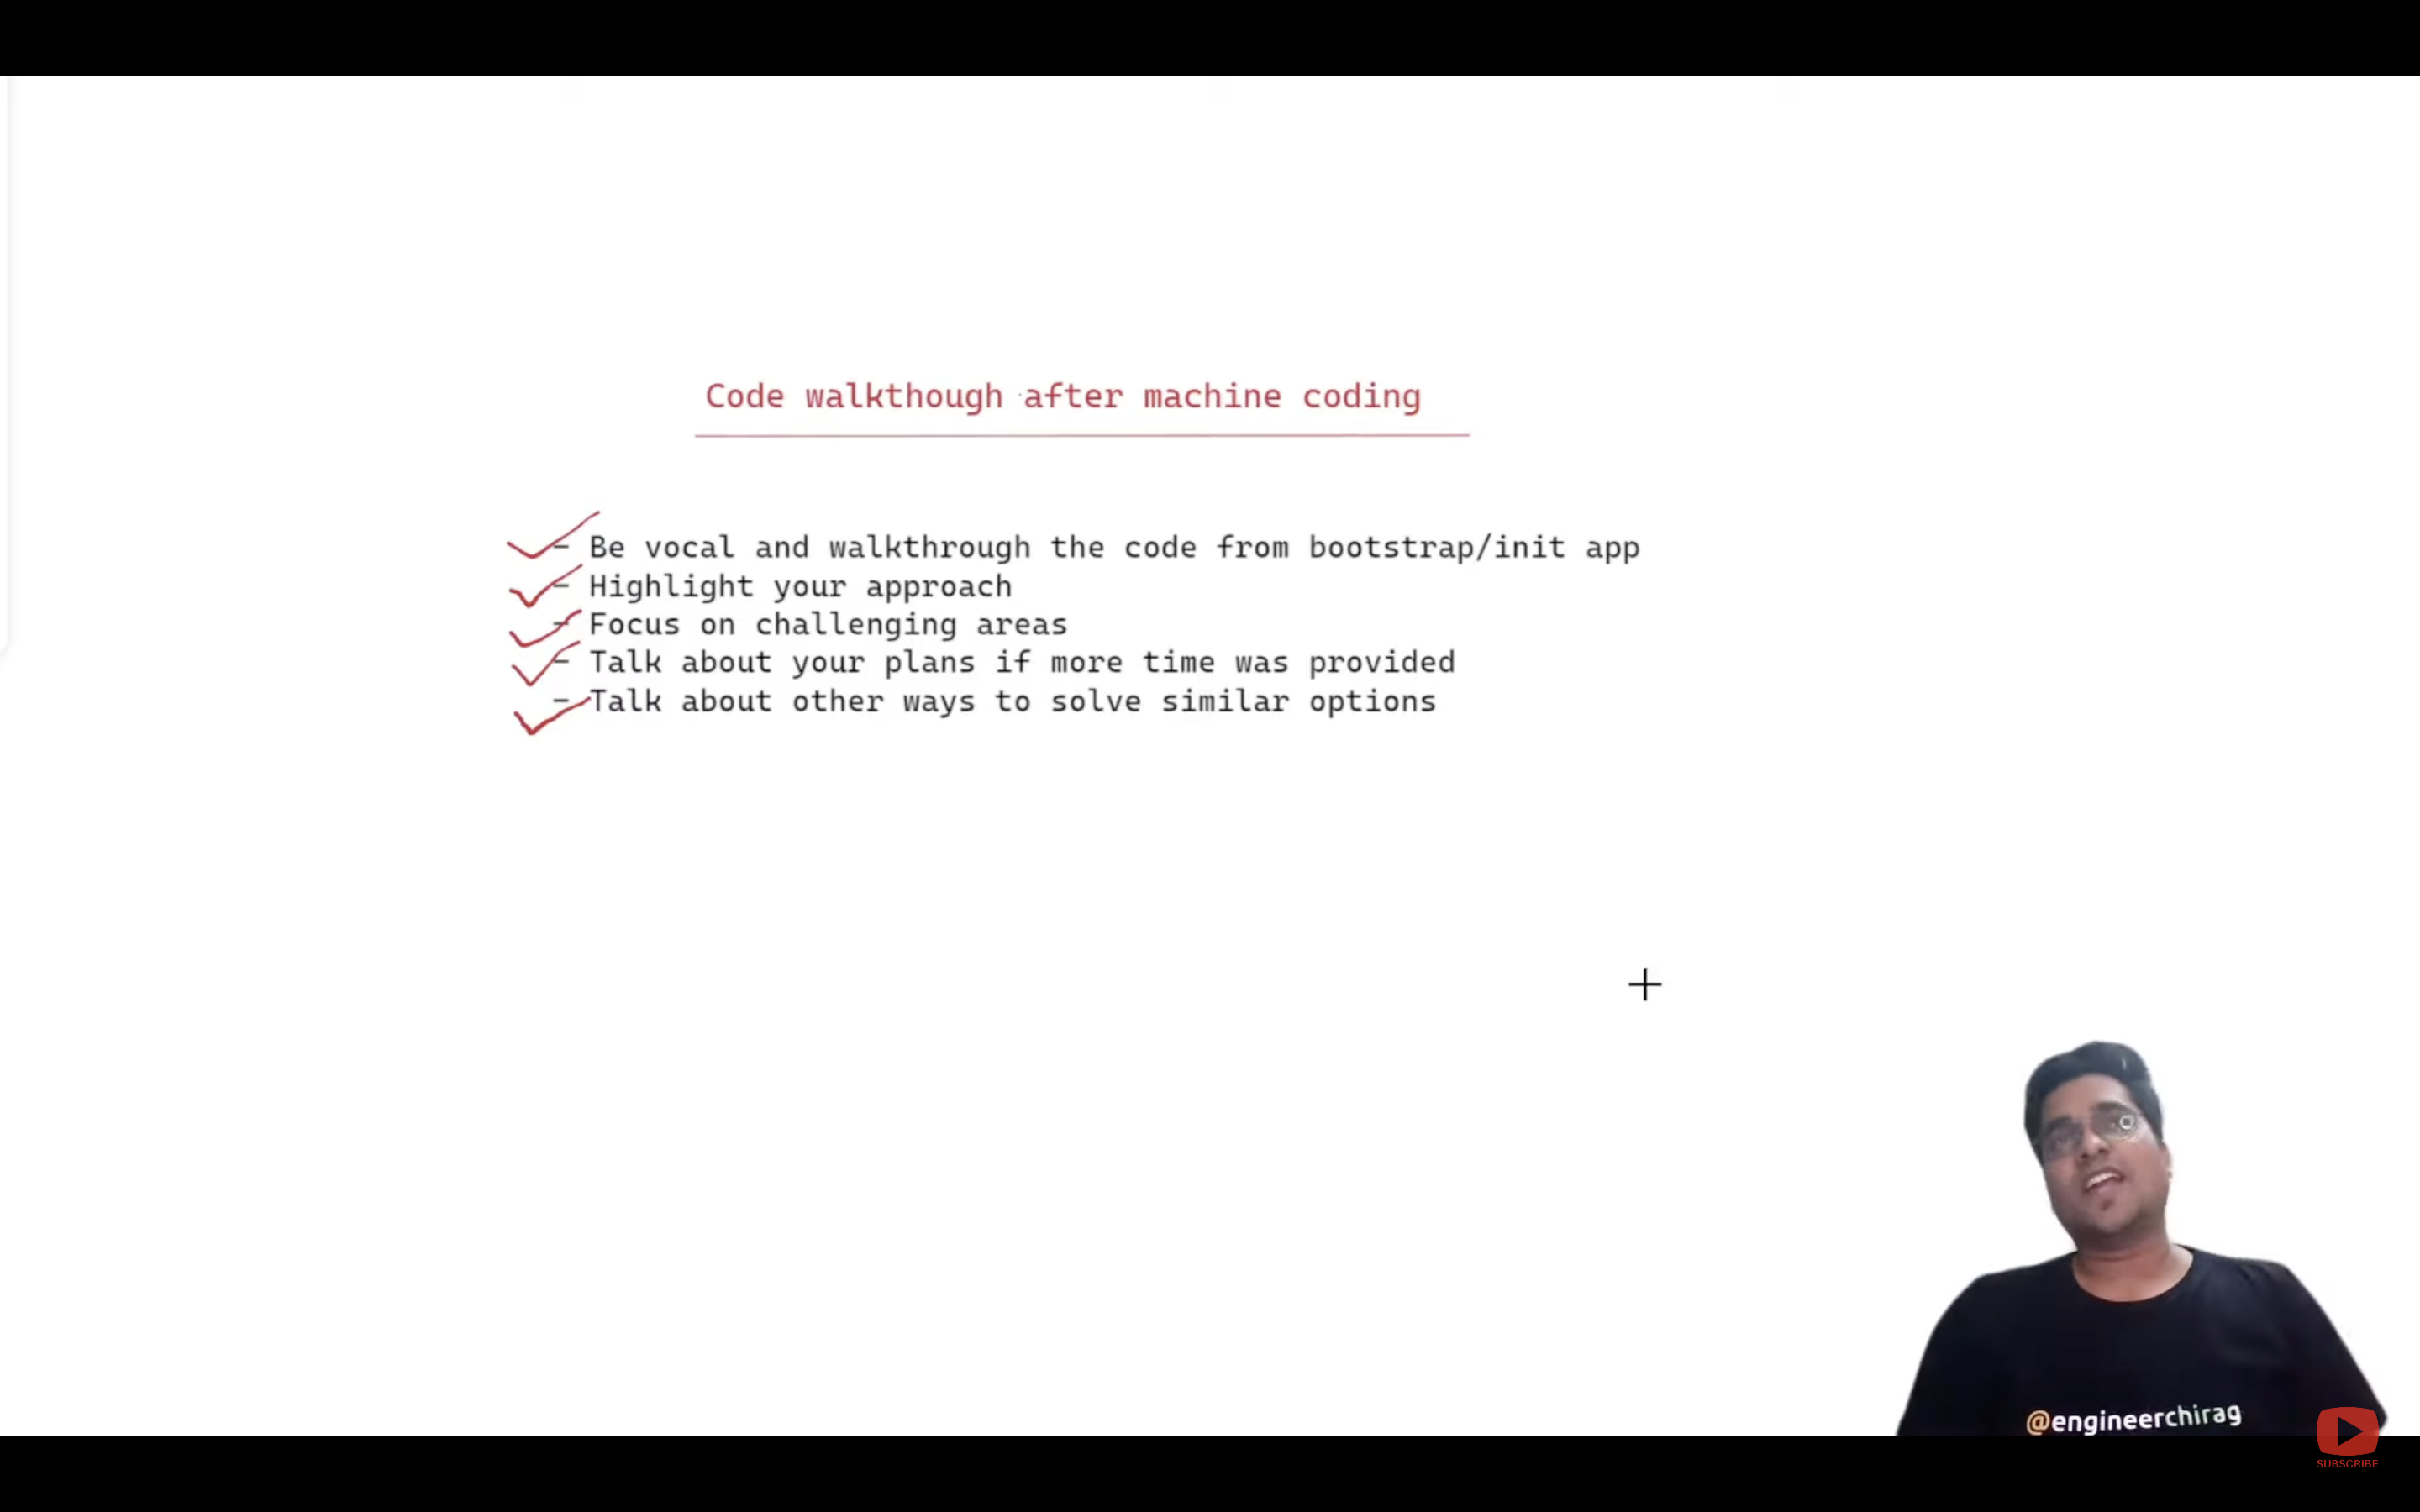 Code walkthough after machine coding
- Be vocal and walkthrough the code from bootstrap/init app
- Highlight your approach
- Focus on challenging areas
- Talk about your plans if more time was provided
- Talk about other ways to solve similar options
@engineerchirag
SUBSCRIBE